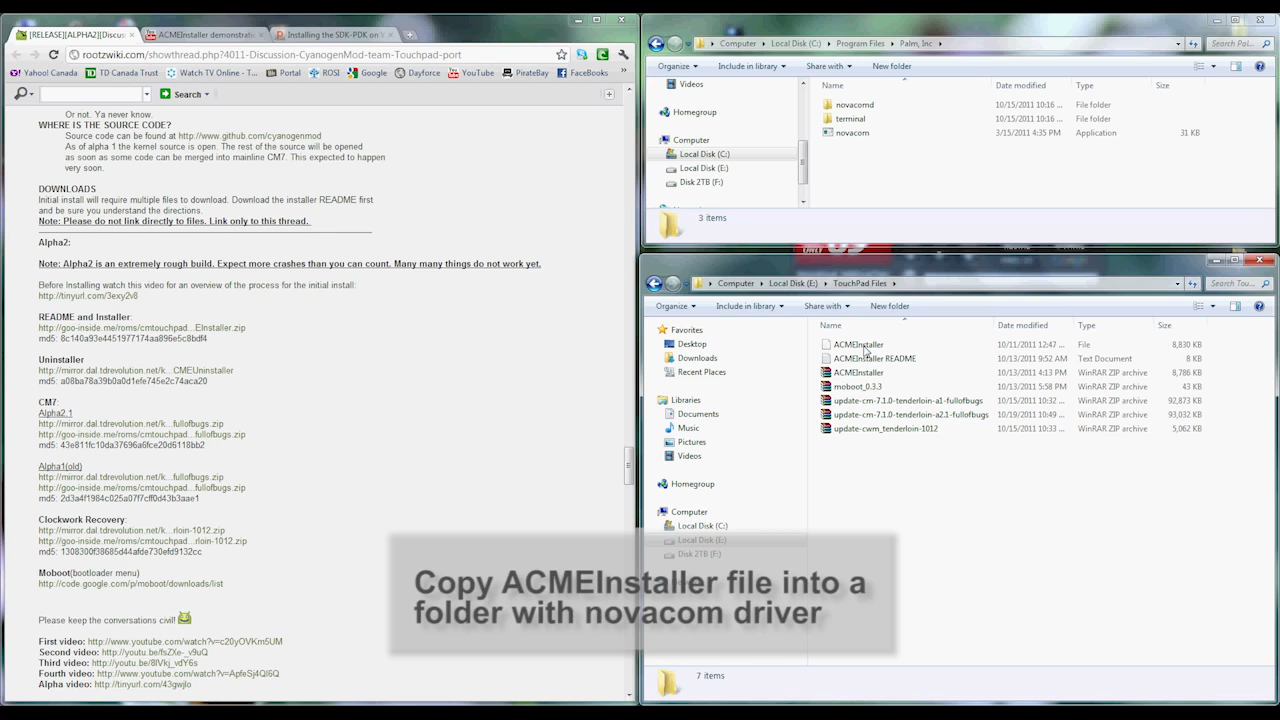 [RELEASE][ALPHA2][Discus
ACMEInstaller demonstrati
Installing the SDK-PDK on Y
rootzwiki.com/showthread.php?4011-Discussion-CyanogenMod-team-Touchpad-port
Yahoo! Canada
TD Canada Trust
Watch TV Online - T...
Portal
ROSI
Google
Dayforce
YouTube
PirateBay
FaceBooks
Search
Or not. Ya never know.
WHERE IS THE SOURCE CODE?
Source code can be found at http://www.github.com/cyanogenmod
As of alpha 1 the kernel source is open. The rest of the source will be opened
as soon as some code can be merged into mainline CM7. This expected to happen
very soon.
DOWNLOADS
Initial install will require multiple files to download. Download the installer README first
and be sure you understand the directions.
Note: Please do not link directly to files. Link only to this thread.
Alpha2:
Note: Alpha2 is an extremely rough build. Expect more crashes than you can count. Many many things do not work yet.
Before Installing watch this video for an overview of the process for the initial install:
http://tinyurl.com/3exy2v8
README and Installer:
http://goo-inside.me/roms/cmtouchpad...EInstaller.zip
md5: 8c140a93e4451977174aa896e5c8bdf4
Uninstaller
http://mirror.dal.tdrevolution.net/k...CMEUninstaller
md5: a08ba78a39b0a0d1efe745e2c74aca20
CM7:
Alpha2.1
http://mirror.dal.tdrevolution.net/k...fullofbugs.zip
http://goo-inside.me/roms/cmtouchpad...fullofbugs.zip
md5: 43e811fc10da37696a6fce20d6118bb2
Alpha1(old)
http://mirror.dal.tdrevolution.net/k...fullofbugs.zip
http://goo-inside.me/roms/cmtouchpad...fullofbugs.zip
md5: 2d3a4f1984c025a07f7cff0d43b3aae1
Clockwork Recovery:
http://mirror.dal.tdrevolution.net/k...rloin-1012.zip
http://goo-inside.me/roms/cmtouchpad...rloin-1012.zip
md5: 1308300f38685d44afde730efd9132cc
Moboot(bootloader menu)
http://code.google.com/p/moboot/downloads/list
Please keep the conversations civil!
First video: http://www.youtube.com/watch?v=c20yOVKm5UM
Second video: http://youtu.be/fsZXe-_v9uQ
Third video: http://youtu.be/8lVkj_vdY6s
Fourth video: http://www.youtube.com/watch?v=ApfeSj4Ql6Q
Alpha video: http://tinyurl.com/43gwjlo
Computer Local Disk (C:) Program Files Palm, Inc
Search Pal...
Organize Include in library Share with New folder
Videos
Homegroup
Computer
Local Disk (C:)
Local Disk (E:)
Disk 2TB (F:)
Name Date modified Type Size
novacomd 10/15/2011 10:16 ... File folder
terminal 10/15/2011 10:16 ... File folder
novacom 3/15/2011 4:35 PM Application 31 KB
3 items
Computer Local Disk (E:) TouchPad Files
Search Tou...
Organize Include in library Share with New folder
Favorites
Desktop
Downloads
Recent Places
Libraries
Documents
Music
Pictures
Videos
Homegroup
Computer
Local Disk (C:)
Local Disk (E:)
Disk 2TB (F:)
Name Date modified Type Size
ACMEInstaller 10/11/2011 12:47 ... File 8,830 KB
ACMEInstaller README 10/13/2011 9:52 AM Text Document 8 KB
ACMEInstaller 10/13/2011 4:13 PM WinRAR ZIP archive 8,786 KB
moboot_0.3.3 10/13/2011 5:58 PM WinRAR ZIP archive 43 KB
update-cm-7.1.0-tenderloin-a1-fullofbugs 10/15/2011 10:32 ... WinRAR ZIP archive 92,873 KB
update-cm-7.1.0-tenderloin-a2.1-fullofbugs 10/19/2011 10:49 ... WinRAR ZIP archive 93,032 KB
update-cwm_tenderloin-1012 10/15/2011 10:33 ... WinRAR ZIP archive 5,062 KB
7 items
Copy ACMEInstaller file into a
folder with novacom driver